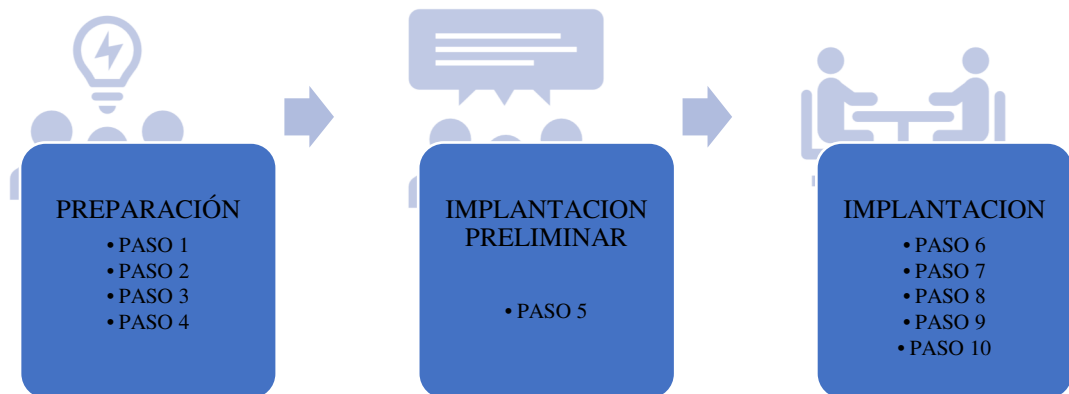 PREPARACIÓN
• PASO 1
• PASO 2
• PASO 3
• PASO 4
IMPLANTACION
PRELIMINAR
• PASO 5
IMPLANTACION
• PASO 6
• PASO 7
• PASO 8
• PASO 9
• PASO 10